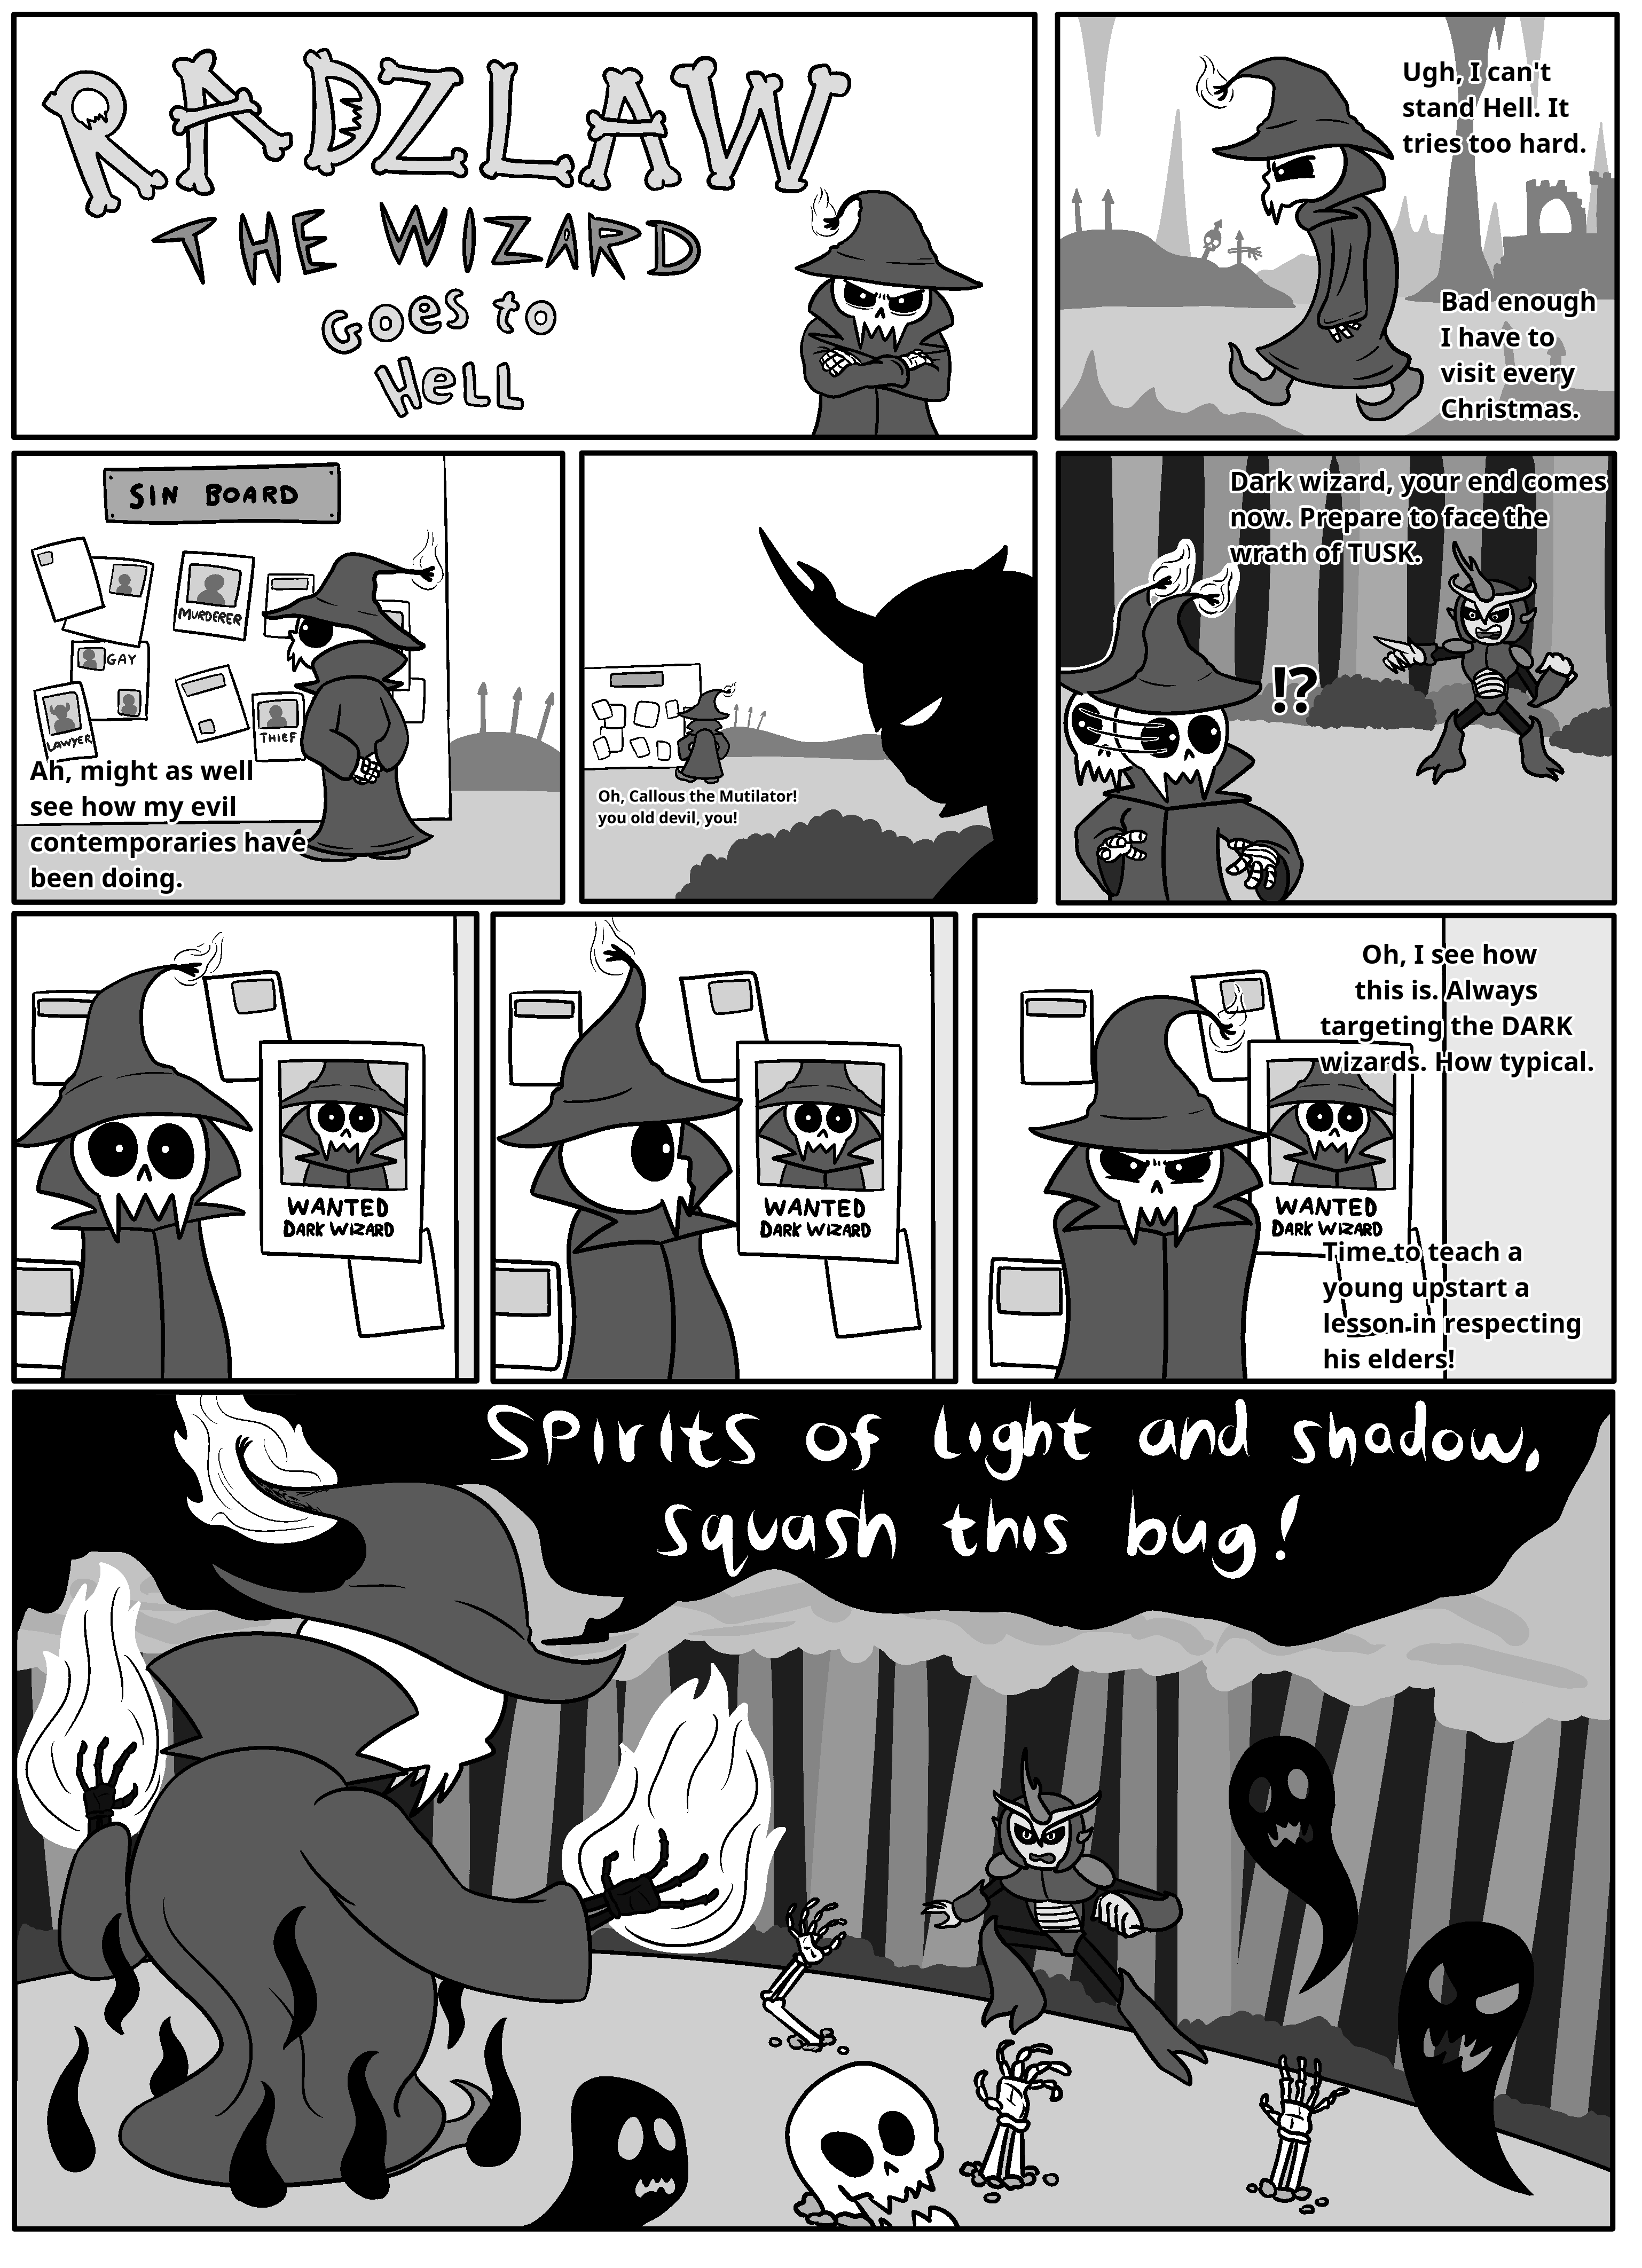 RADZLAW
THE WIZARD
Goes to
HELL
Ugh, I can't
stand Hell. It
tries too hard.
Bad enough
I have to
visit every
Christmas.
SIN BOARD
MURDERER
GAY
LAWYER
THIEF
Ah, might as well
see how my evil
contemporaries have
been doing.
Oh, Callous the Mutilator!
you old devil, you!
Dark wizard, your end comes
now. Prepare to face the
wrath of TUSK.
!?
WANTED
DARK WIZARD
WANTED
DARK WIZARD
Oh, I see how
this is. Always
targeting the DARK
wizards. How typical.
WANTED
DARK WIZARD
Time to teach a
young upstart a
lesson in respecting
his elders!
Spirits of Light and shadow,
squash this bug!